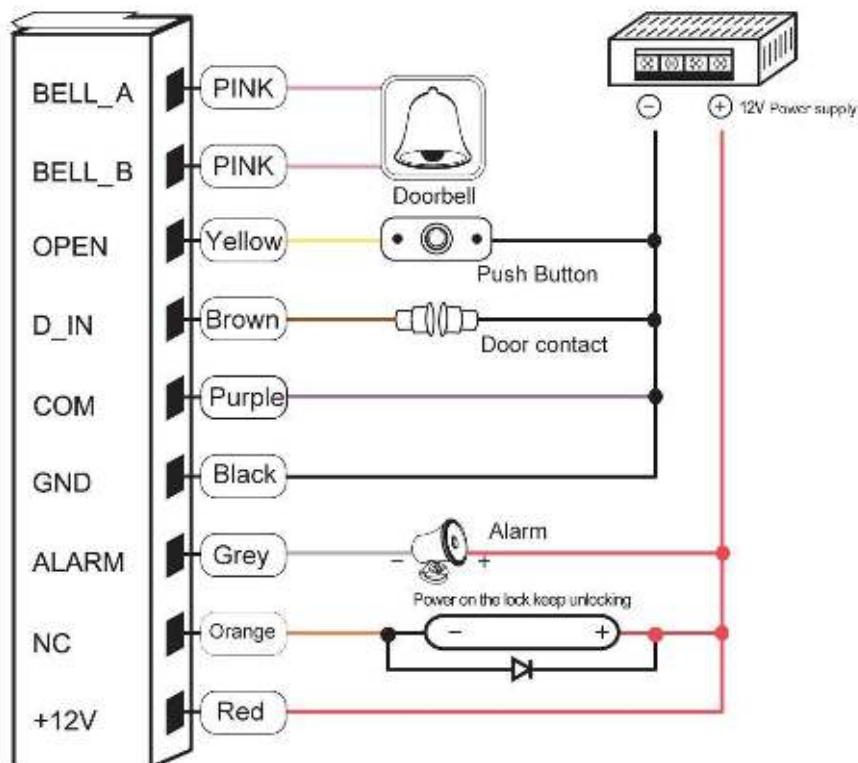 12V Power supply
BELL_A PINK
BELL_B PINK
Doorbell
OPEN Yellow
Push Button
D_IN Brown
Door contact
COM Purple
GND Black
ALARM Grey - + Alarm
Power on the lock keep unlocking
NC Orange - +
+12V Red